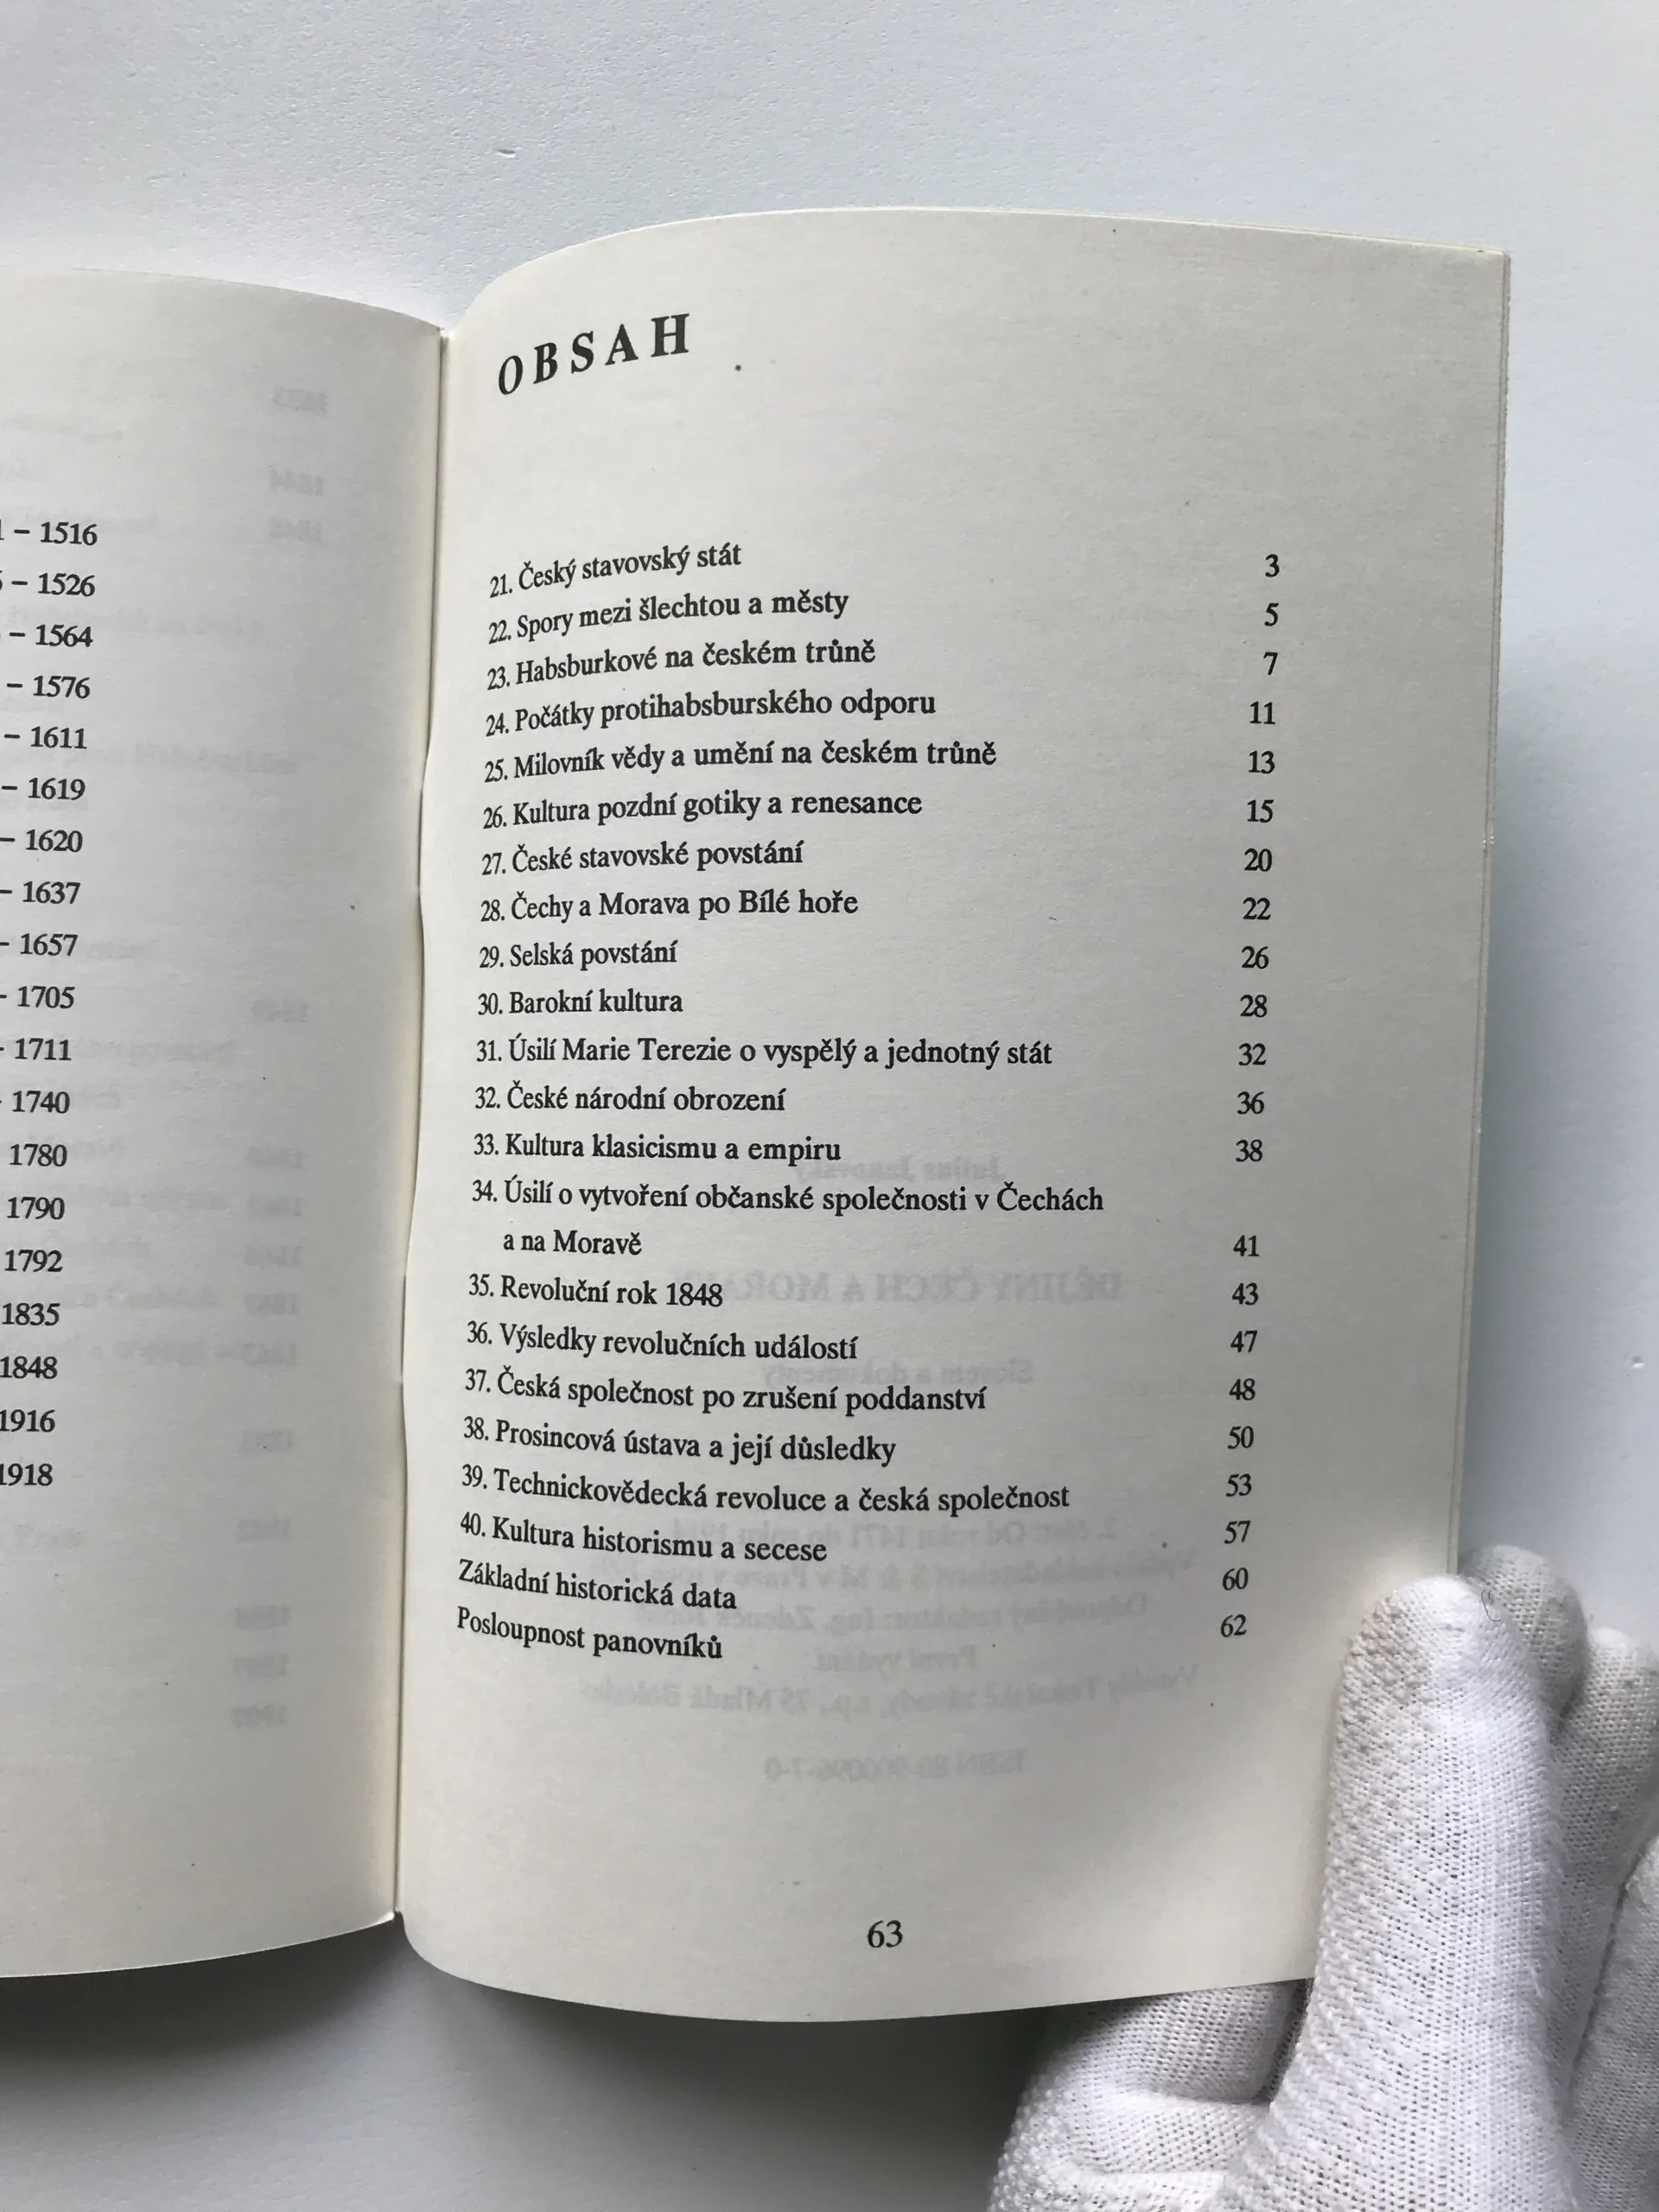 – 1516
– 1526
– 1564
– 1576
– 1611
– 1619
– 1620
– 1637
– 1657
– 1705
1711
1740
1780
1790
1792
1835
1848
1916
1918
OBSAH
21. Český stavovský stát 3
22. Spory mezi šlechtou a městy 5
23. Habsburkové na českém trůně 7
24. Počátky protihabsburského odporu 11
25. Milovník vědy a umění na českém trůně 13
26. Kultura pozdní gotiky a renesance 15
27. České stavovské povstání 20
28. Čechy a Morava po Bílé hoře 22
29. Selská povstání 26
30. Barokní kultura 28
31. Úsilí Marie Terezie o vyspělý a jednotný stát 32
32. České národní obrození 36
33. Kultura klasicismu a empiru 38
34. Úsilí o vytvoření občanské společnosti v Čechách
a na Moravě 41
35. Revoluční rok 1848 43
36. Výsledky revolučních událostí 47
37. Česká společnost po zrušení poddanství 48
38. Prosincová ústava a její důsledky 50
39. Technickovědecká revoluce a česká společnost 53
40. Kultura historismu a secese 57
Základní historická data 60
Posloupnost panovníků 62
63